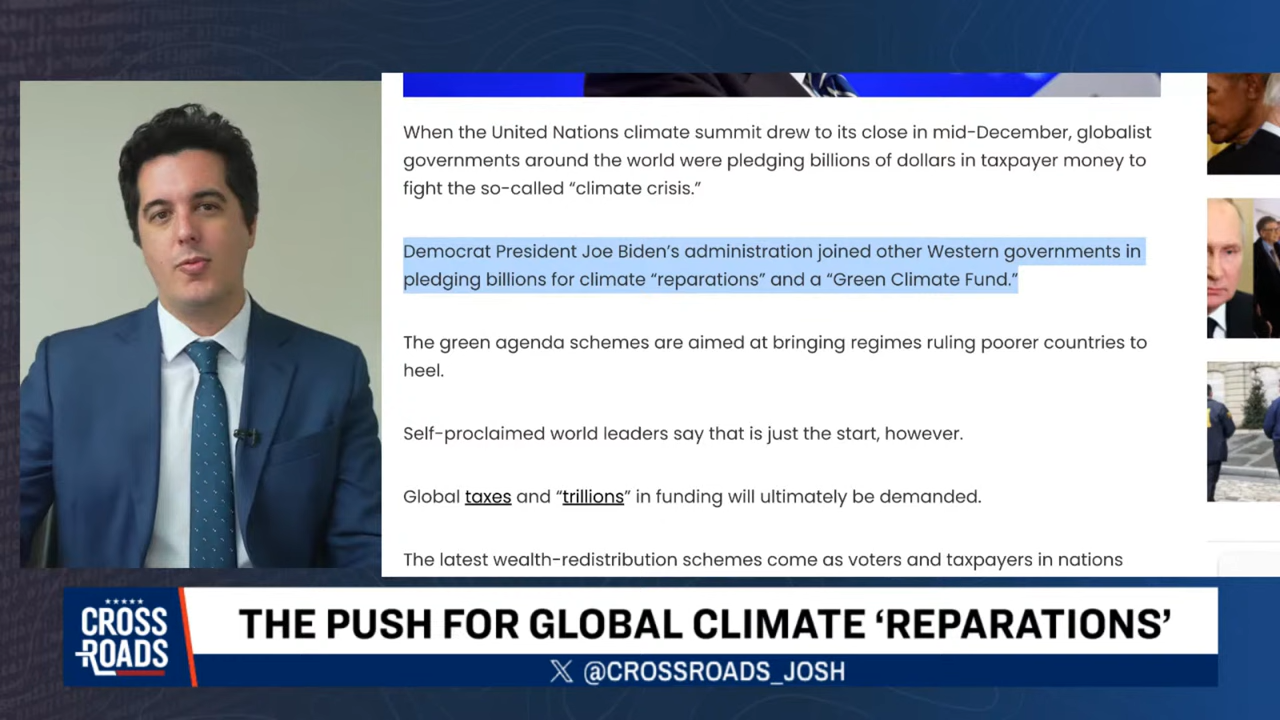 When the United Nations climate summit drew to its close in mid-December, globalist
governments around the world were pledging billions of dollars in taxpayer money to
fight the so-called “climate crisis.”
Democrat President Joe Biden’s administration joined other Western governments in
pledging billions for climate “reparations” and a “Green Climate Fund.”
The green agenda schemes are aimed at bringing regimes ruling poorer countries to
heel.
Self-proclaimed world leaders say that is just the start, however.
Global taxes and “trillions” in funding will ultimately be demanded.
The latest wealth-redistribution schemes come as voters and taxpayers in nations
CROSS
ROADS
THE PUSH FOR GLOBAL CLIMATE ‘REPARATIONS’
X @CROSSROADS_JOSH